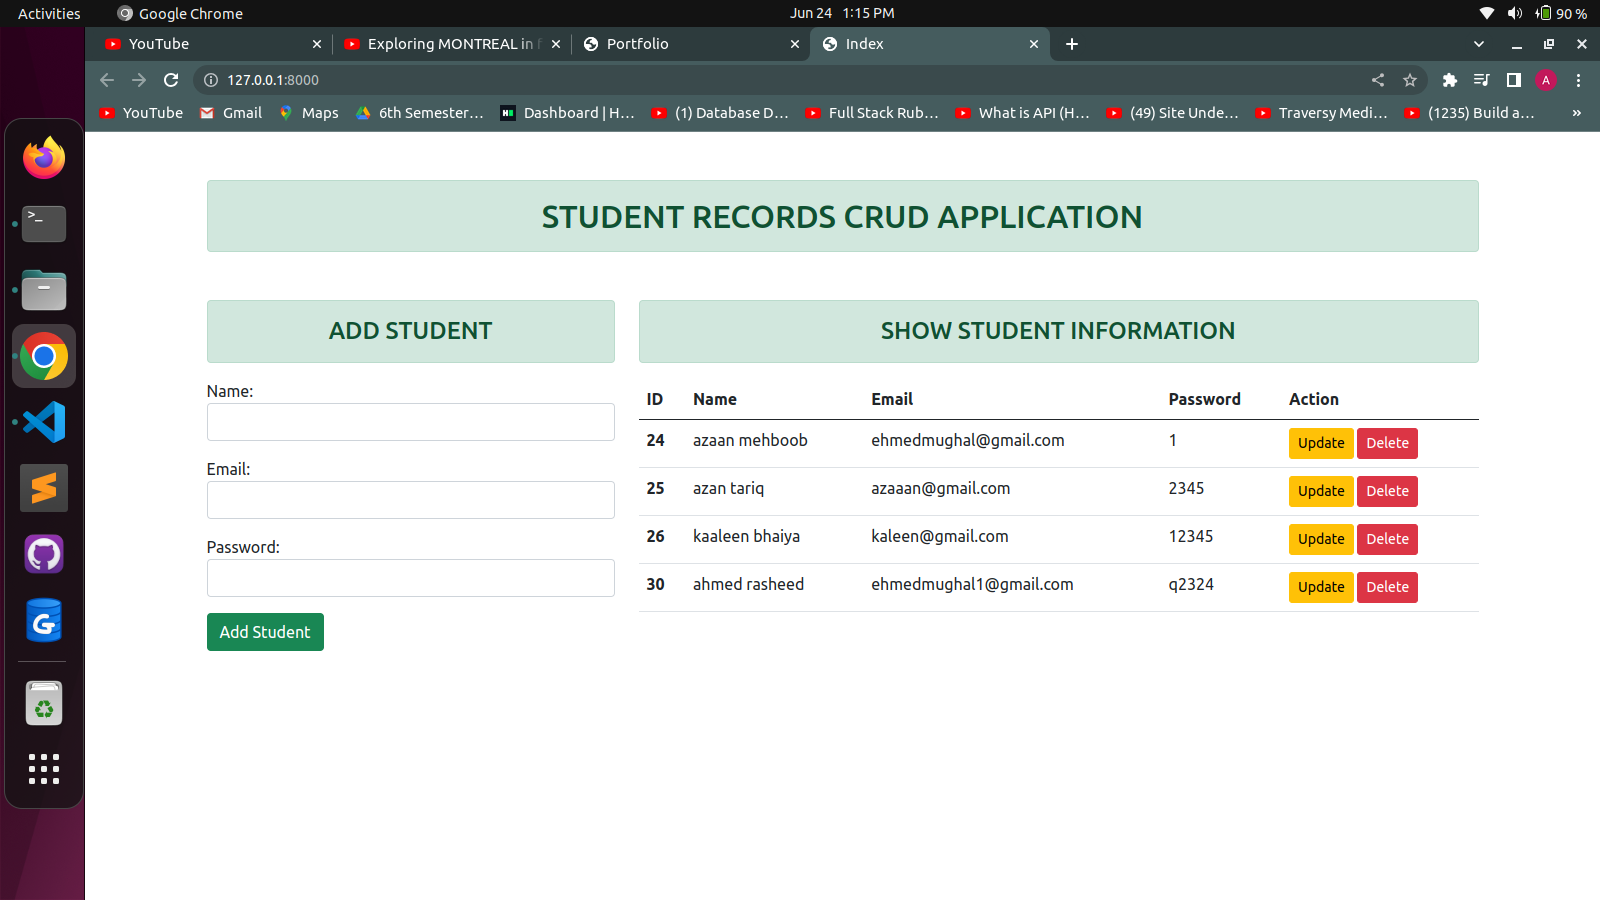 Activities Google Chrome Jun 24 1:15 PM 90 %
YouTube Exploring MONTREAL in Portfolio Index
127.0.0.1:8000 A
YouTube Gmail Maps 6th Semester... Dashboard | H... (1) Database D... Full Stack Rub... What is API (H... (49) Site Unde... Traversy Medi... (1235) Build a... »
STUDENT RECORDS CRUD APPLICATION
ADD STUDENT
SHOW STUDENT INFORMATION
Name:
Email:
Password:
Add Student
ID Name Email Password Action
24 azaan mehboob ehmedmughal@gmail.com 1 Update Delete
25 azan tariq azaaan@gmail.com 2345 Update Delete
26 kaaleen bhaiya kaleen@gmail.com 12345 Update Delete
30 ahmed rasheed ehmedmughal1@gmail.com q2324 Update Delete